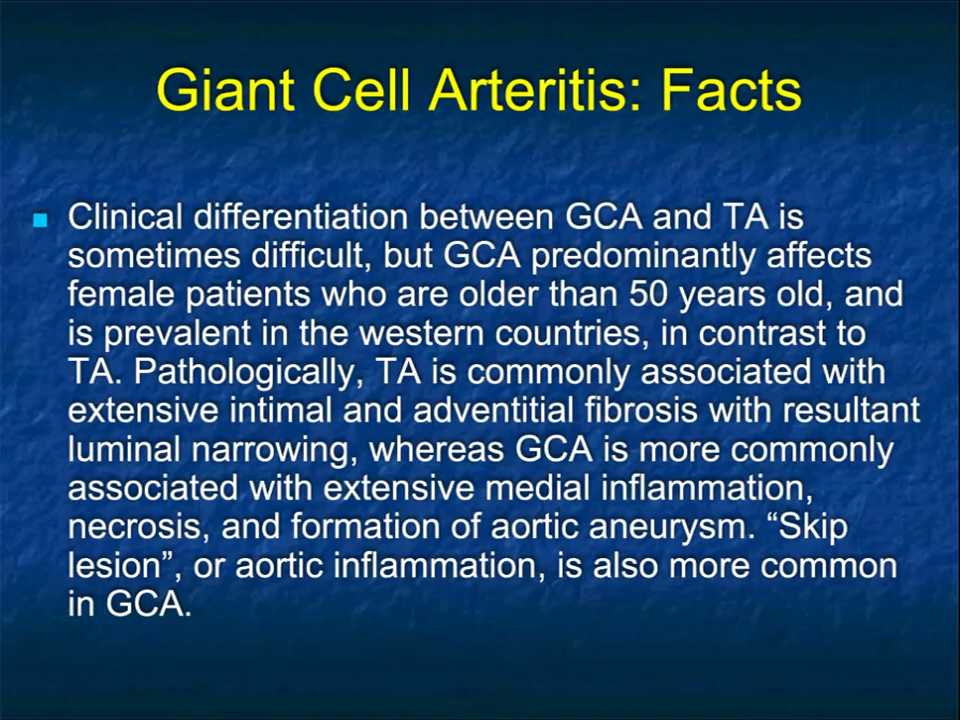 Giant Cell Arteritis: Facts
Clinical differentiation between GCA and TA is
sometimes difficult, but GCA predominantly affects
female patients who are older than 50 years old, and
is prevalent in the western countries, in contrast to
TA. Pathologically, TA is commonly associated with
extensive intimal and adventitial fibrosis with resultant
luminal narrowing, whereas GCA is more commonly
associated with extensive medial inflammation,
necrosis, and formation of aortic aneurysm. “Skip
lesion”, or aortic inflammation, is also more common
in GCA.